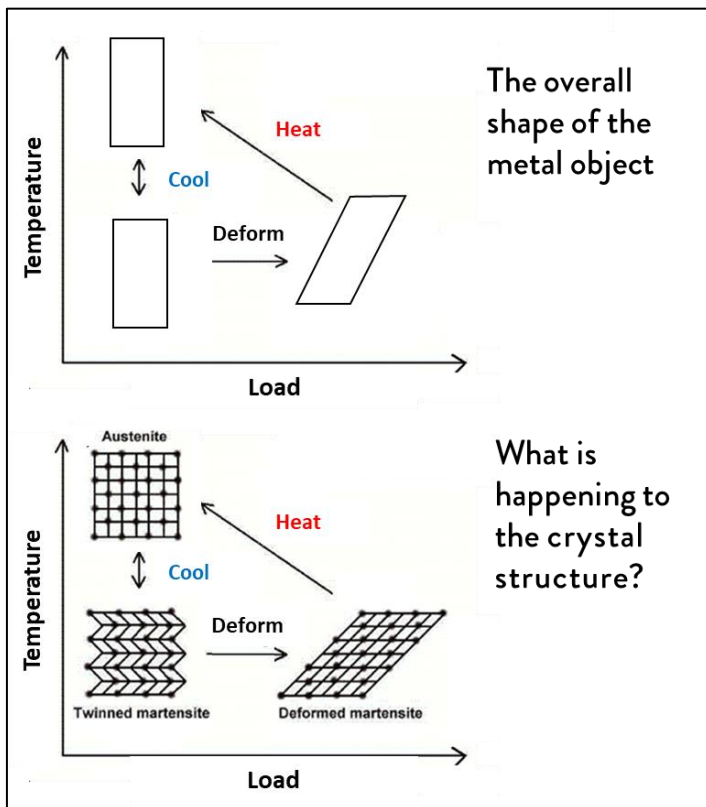 The overall
shape of the
metal object
Temperature
Heat
Cool
Deform
Load
What is
happening to
the crystal
structure?
Temperature
Austenite
Heat
Cool
Deform
Twinned martensite
Deformed martensite
Load